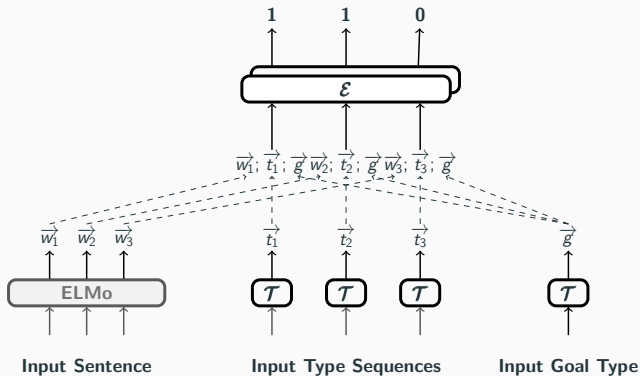 1 1 0
ℰ
w⃗₁; t⃗₁; g⃗ w⃗₂; t⃗₂; g⃗ w⃗₃; t⃗₃; g⃗
w⃗₁ w⃗₂ w⃗₃ t⃗₁ t⃗₂ t⃗₃ g⃗
ELMo 𝒯 𝒯 𝒯 𝒯
Input Sentence Input Type Sequences Input Goal Type